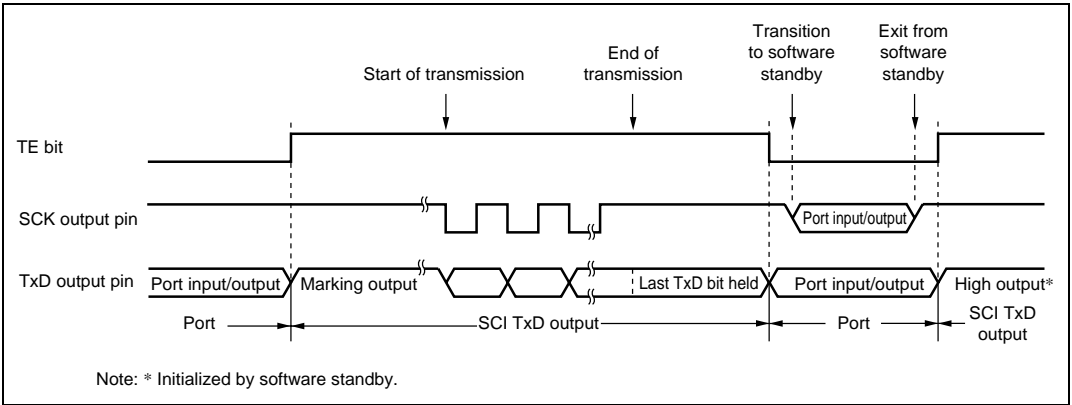 Transition
to software
standby
Exit from
software
standby
End of
transmission
Start of transmission
TE bit
SCK output pin
Port input/output
TxD output pin
Port input/output
Marking output
Last TxD bit held
Port input/output
High output*
Port
SCI TxD output
Port
SCI TxD
output
Note: * Initialized by software standby.